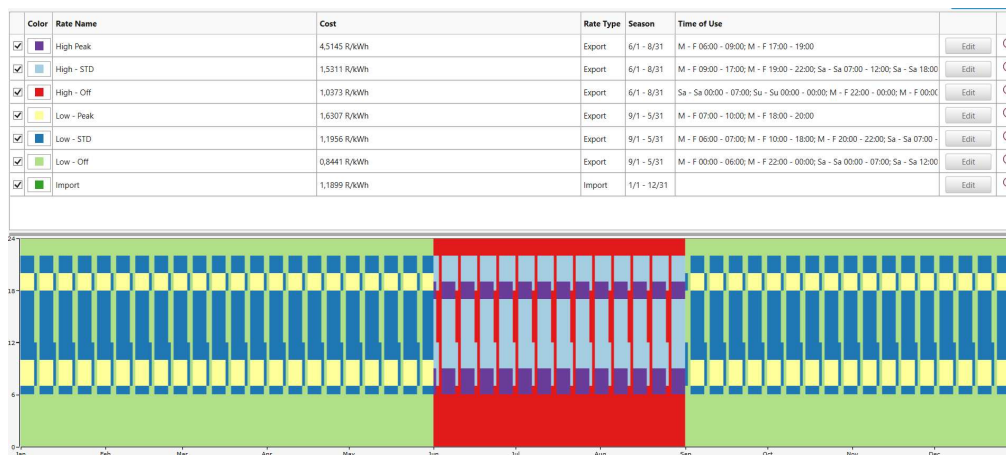 Color Rate Name Cost Rate Type Season Time of Use
High Peak 4,5145 R/kWh Export 6/1 - 8/31 M - F 06:00 - 09:00; M - F 17:00 - 19:00 Edit
High - STD 1,5311 R/kWh Export 6/1 - 8/31 M - F 09:00 - 17:00; M - F 19:00 - 22:00; Sa - Sa 07:00 - 12:00; Sa - Sa 18:00 Edit
High - Off 1,0373 R/kWh Export 6/1 - 8/31 Sa - Sa 00:00 - 07:00; Su - Su 00:00 - 00:00; M - F 22:00 - 00:00; M - F 00:00 Edit
Low - Peak 1,6307 R/kWh Export 9/1 - 5/31 M - F 07:00 - 10:00; M - F 18:00 - 20:00 Edit
Low - STD 1,1956 R/kWh Export 9/1 - 5/31 M - F 06:00 - 07:00; M - F 10:00 - 18:00; M - F 20:00 - 22:00; Sa - Sa 07:00 - Edit
Low - Off 0,8441 R/kWh Export 9/1 - 5/31 M - F 00:00 - 06:00; M - F 22:00 - 00:00; Sa - Sa 00:00 - 07:00; Sa - Sa 12:00 Edit
Import 1,1899 R/kWh Import 1/1 - 12/31 Edit
24
18
12
6
0
Jan Feb Mar Apr May Jun Jul Aug Sep Oct Nov Dec